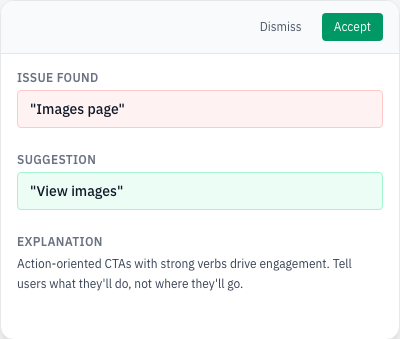 Dismiss
Accept
ISSUE FOUND
"Images page"
SUGGESTION
"View images"
EXPLANATION
Action-oriented CTAs with strong verbs drive engagement. Tell
users what they'll do, not where they'll go.